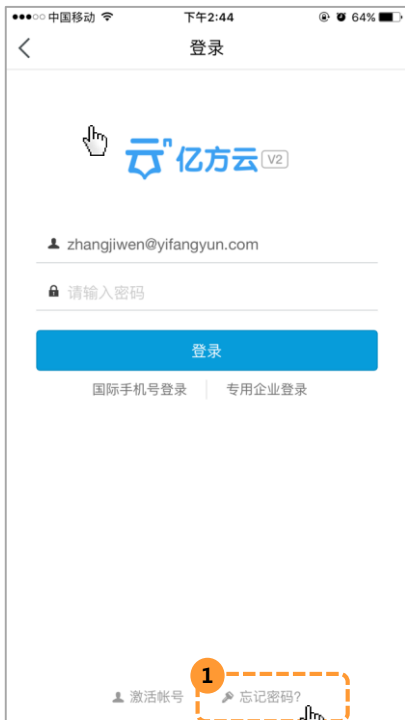 中国移动 下午2:44 64%
登录
云n 亿方云 V2
zhangjiwen@yifangyun.com
请输入密码
登录
国际手机号登录 专用企业登录
1
激活帐号 忘记密码?